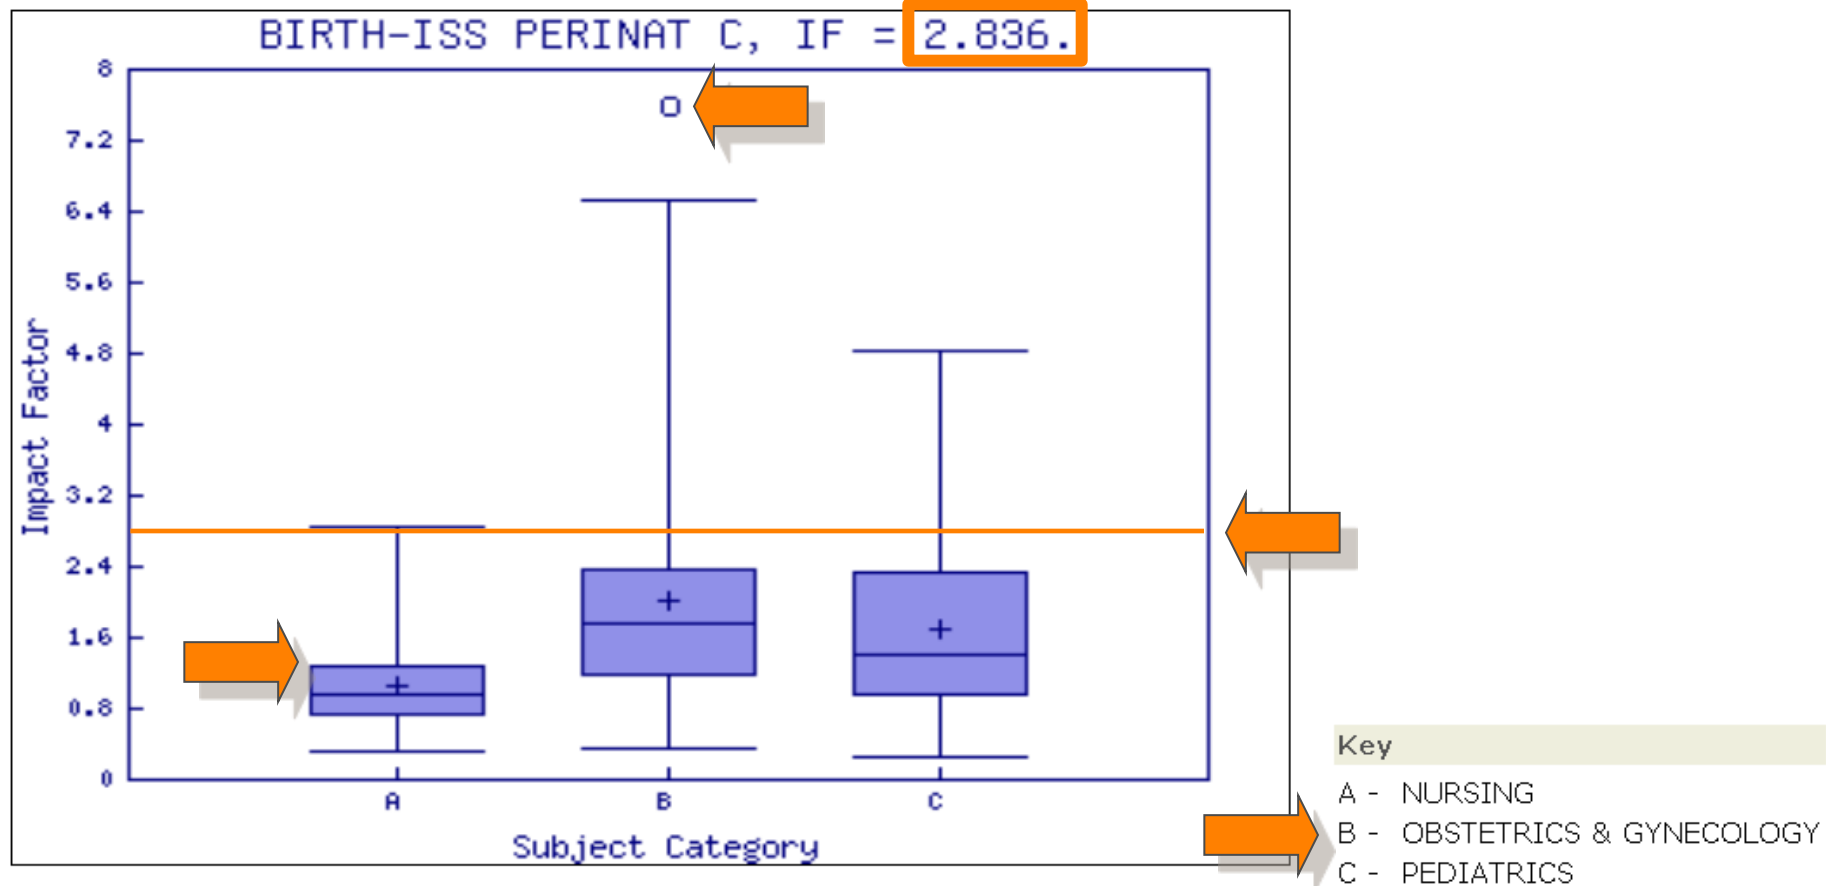 BIRTH-ISS PERINAT C, IF = 2.836.
8
7.2
6.4
5.6
4.8
4
3.2
2.4
1.6
0.8
0
Impact Factor
A B C
Subject Category
Key
A - NURSING
B - OBSTETRICS & GYNECOLOGY
C - PEDIATRICS